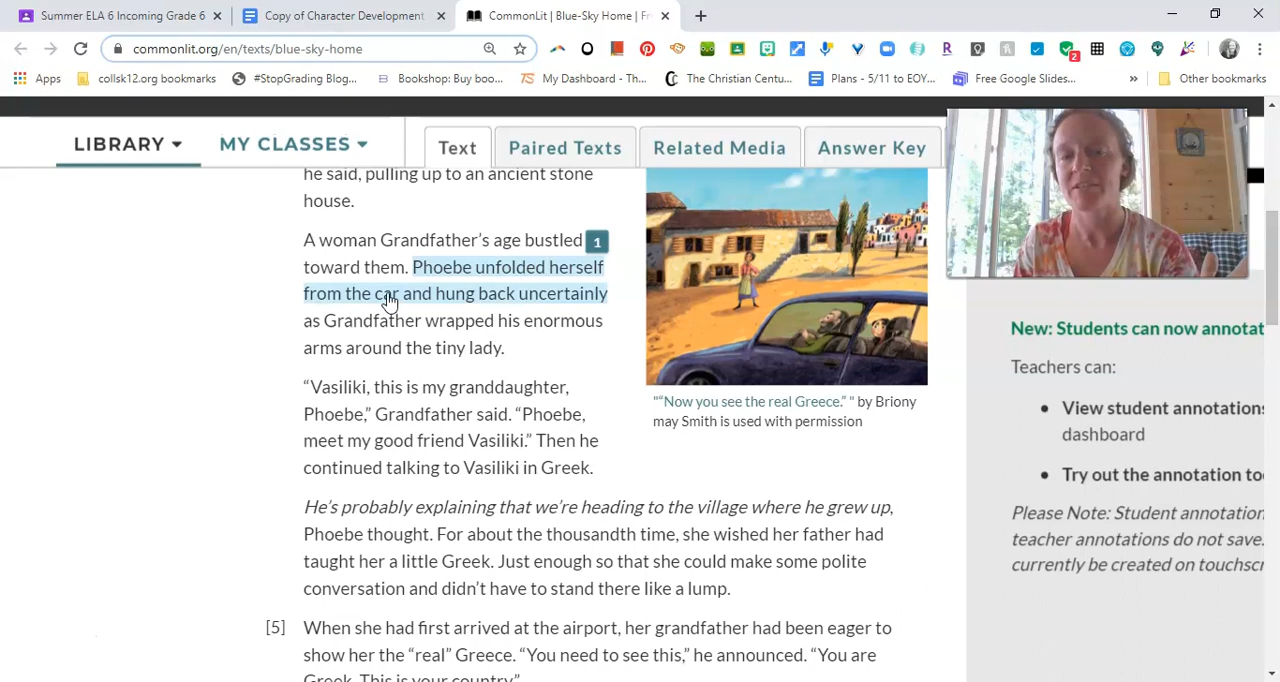 Summer ELA 6 Incoming Grade 6
Copy of Character Development
CommonLit | Blue-Sky Home | Fr
commonlit.org/en/texts/blue-sky-home
2
Apps
collsk12.org bookmarks
#StopGrading Blog...
Bookshop: Buy boo...
My Dashboard - Th...
The Christian Centu...
Plans - 5/11 to EOY...
Free Google Slides...
»
Other bookmarks
LIBRARY
MY CLASSES
Text
Paired Texts
Related Media
Answer Key
he said, pulling up to an ancient stone
house.
A woman Grandfather’s age bustled
1
toward them. Phoebe unfolded herself
from the car and hung back uncertainly
as Grandfather wrapped his enormous
arms around the tiny lady.
“Vasiliki, this is my granddaughter,
Phoebe,” Grandfather said. “Phoebe,
meet my good friend Vasiliki.” Then he
continued talking to Vasiliki in Greek.
"“Now you see the real Greece.” " by Briony
may Smith is used with permission
He’s probably explaining that we’re heading to the village where he grew up,
Phoebe thought. For about the thousandth time, she wished her father had
taught her a little Greek. Just enough so that she could make some polite
conversation and didn’t have to stand there like a lump.
[5] When she had first arrived at the airport, her grandfather had been eager to
show her the “real” Greece. “You need to see this,” he announced. “You are
Greek. This is your country.”
New: Students can now annotat
Teachers can:
• View student annotations
dashboard
• Try out the annotation to
Please Note: Student annotation
teacher annotations do not save.
currently be created on touchscr